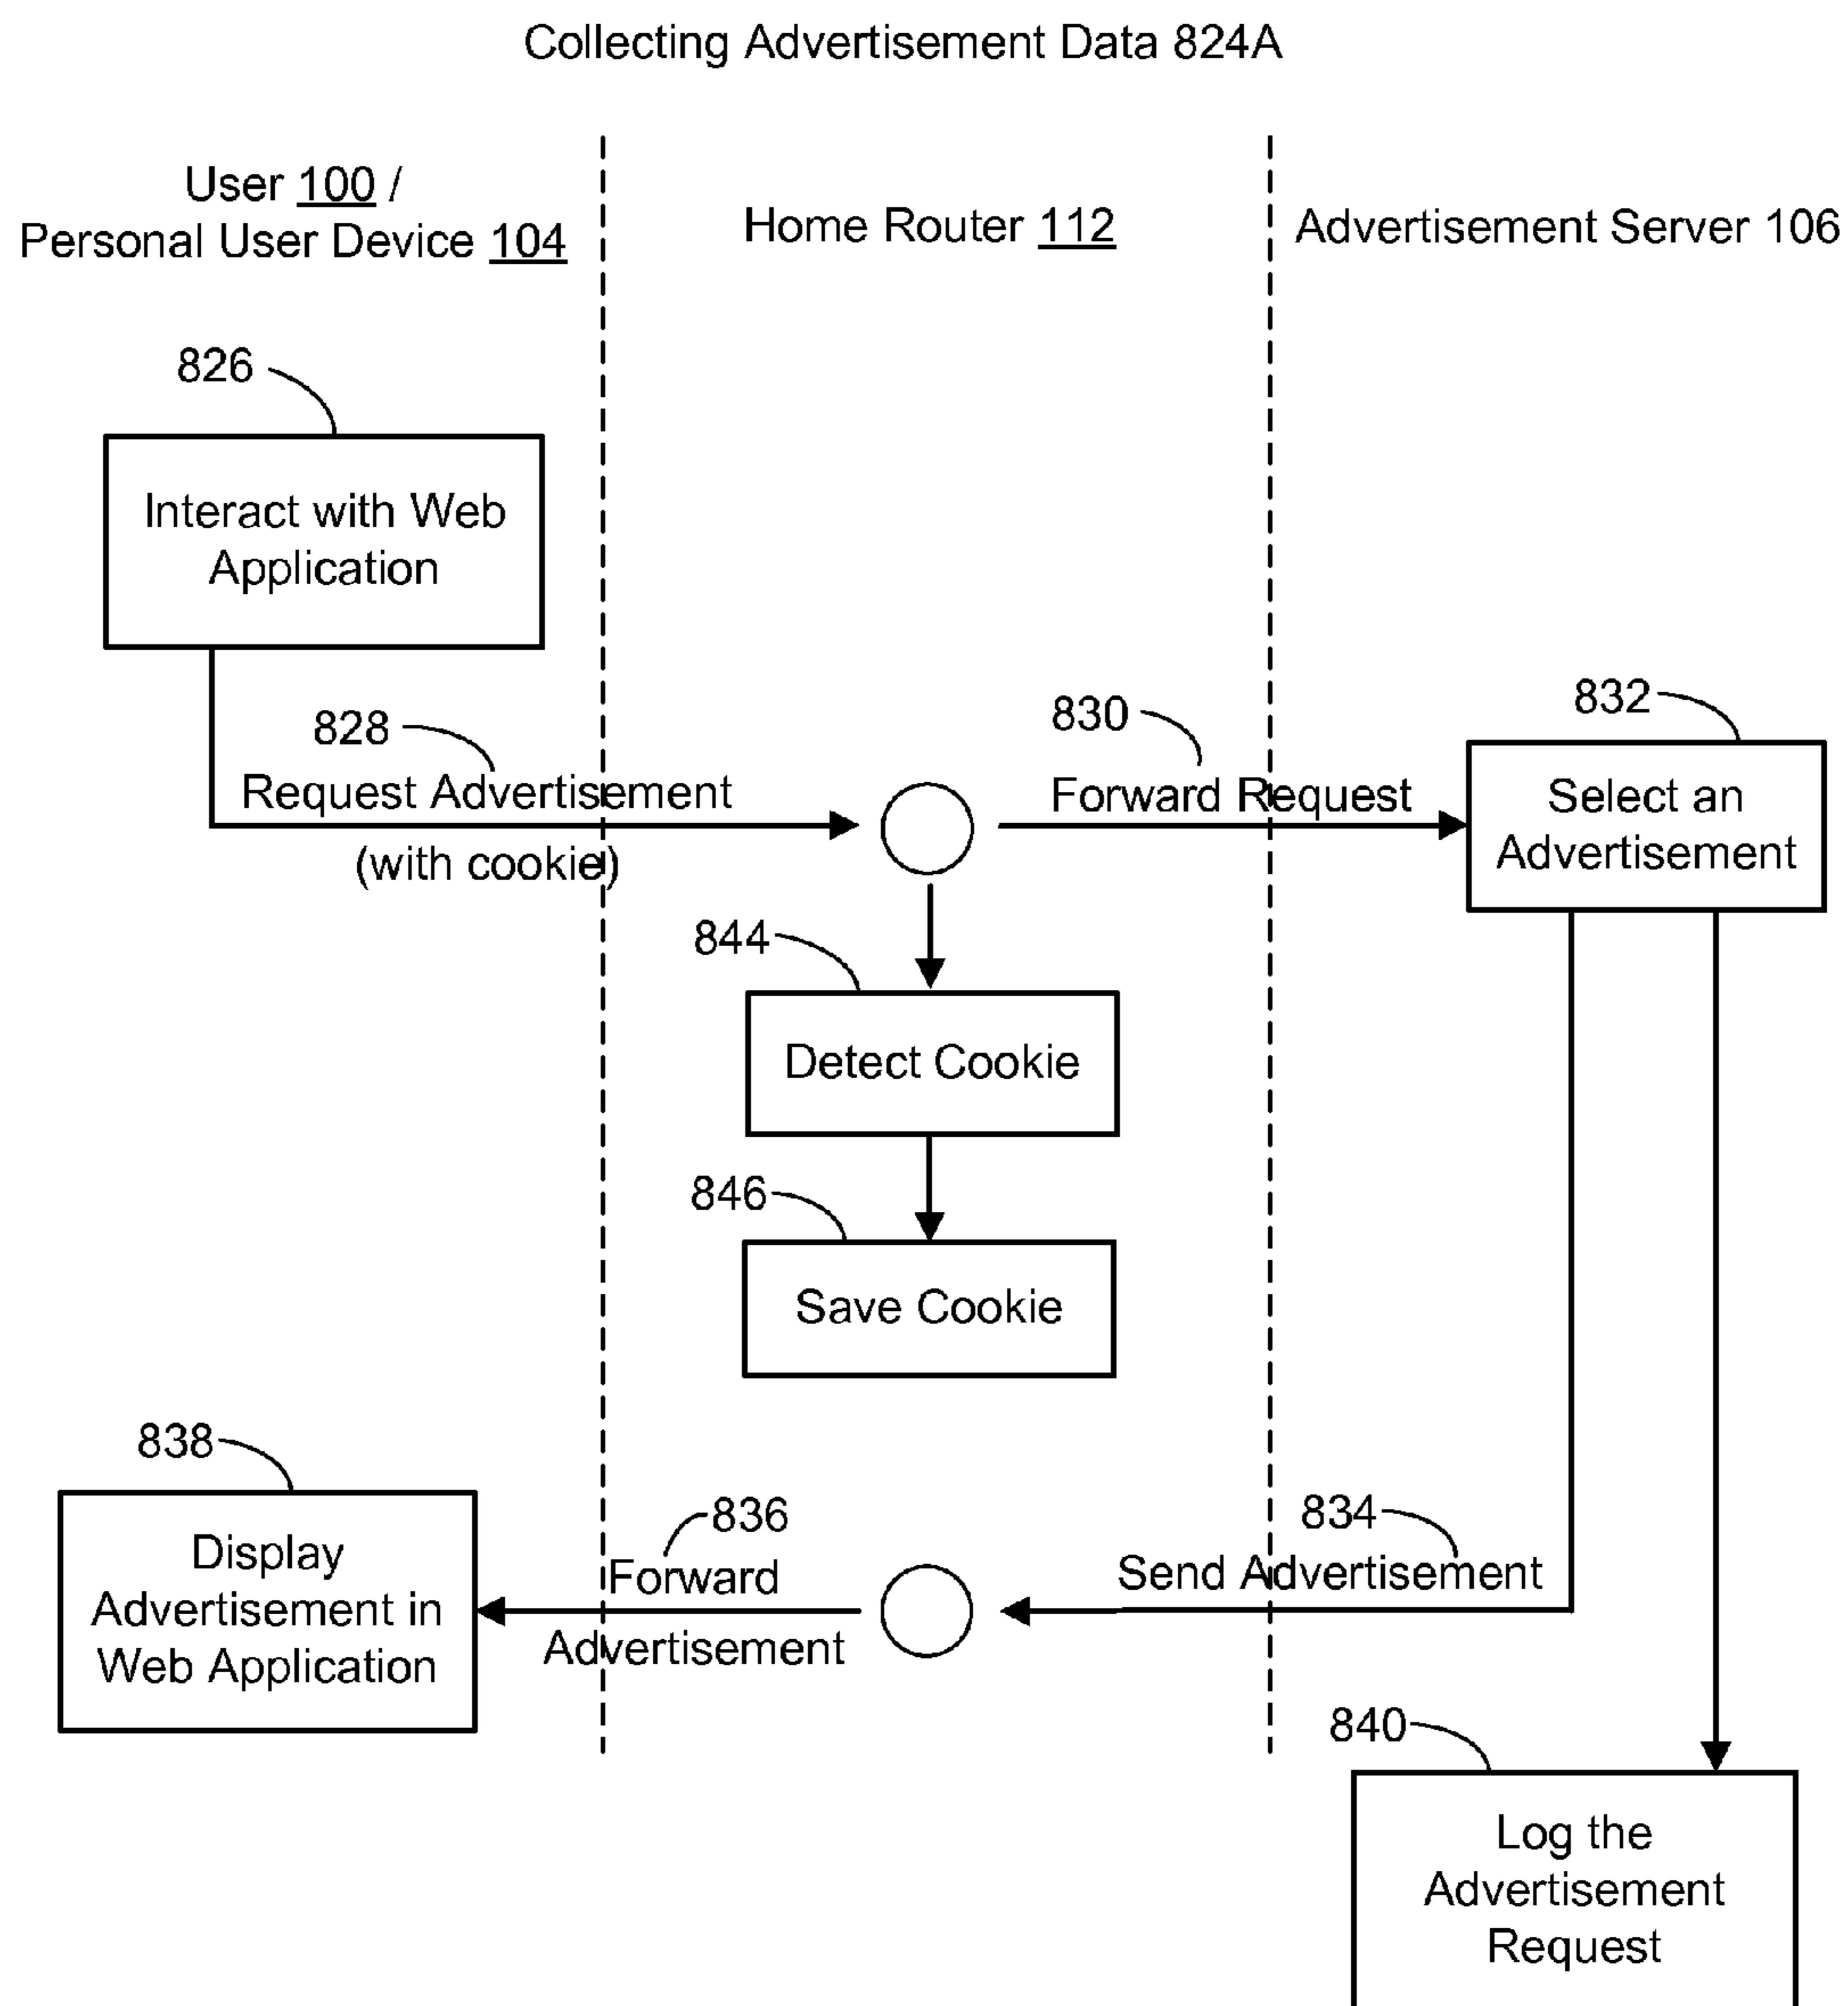 Collecting Advertisement Data 824A
User 100 /
Personal User Device 104
Home Router 112
Advertisement Server 106
826
Interact with Web
Application
828
Request Advertisement
(with cookie)
830
Forward Request
832
Select an
Advertisement
844
Detect Cookie
846
Save Cookie
838
Display
Advertisement in
Web Application
836
Forward
Advertisement
834
Send Advertisement
840
Log the
Advertisement
Request